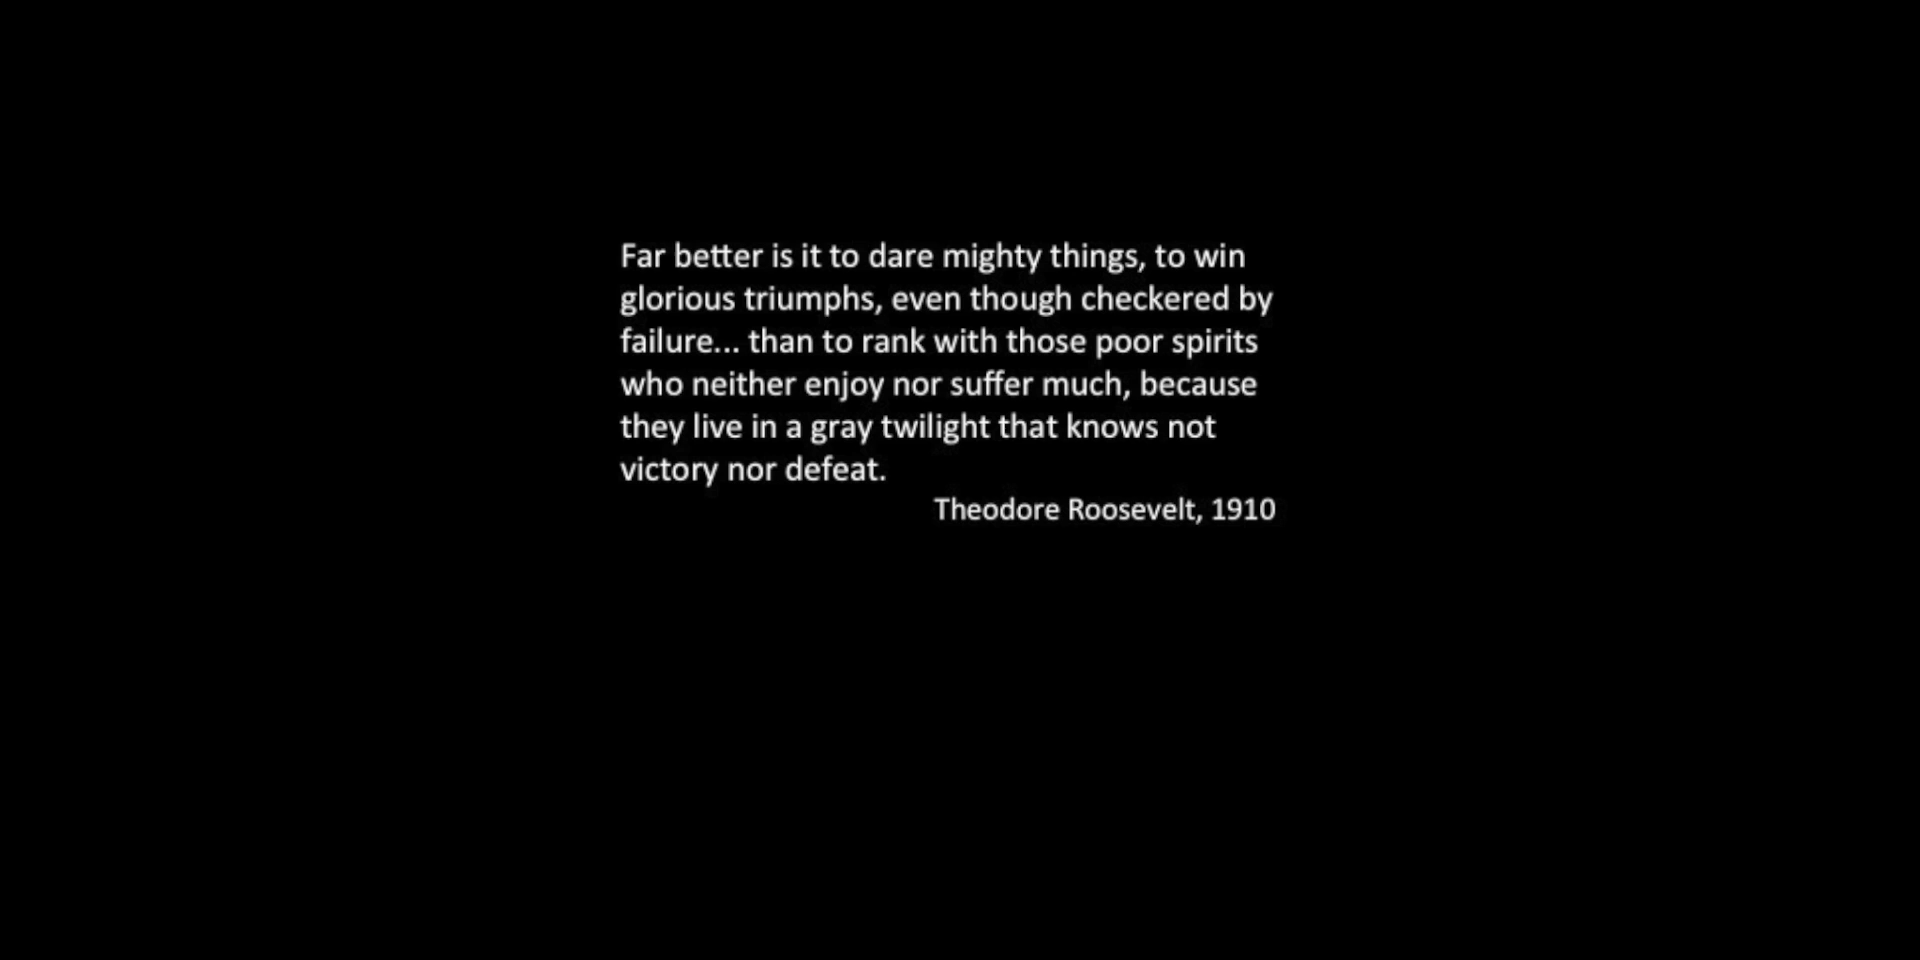 Far better is it to dare mighty things, to win
glorious triumphs, even though checkered by
failure... than to rank with those poor spirits
who neither enjoy nor suffer much, because
they live in a gray twilight that knows not
victory nor defeat.
Theodore Roosevelt, 1910